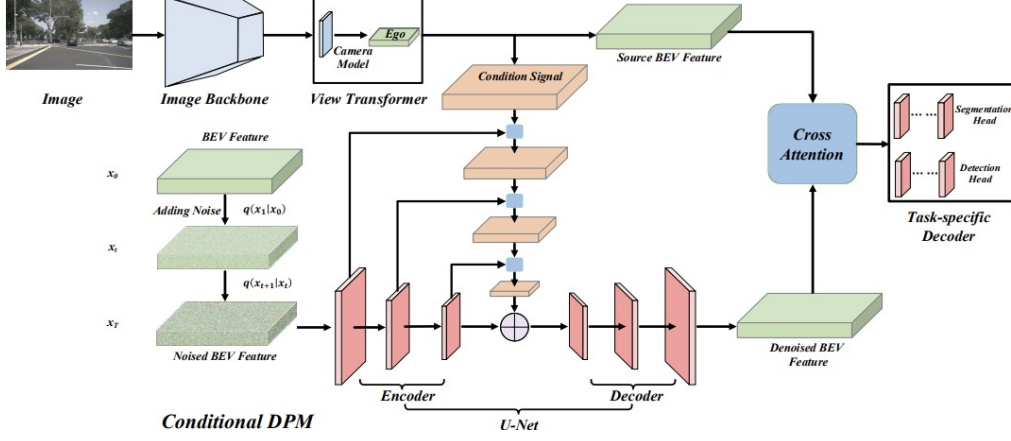 Image
Image Backbone
Camera
Model
Ego
View Transformer
Condition Signal
Source BEV Feature
Cross
Attention
Segmentation
Head
Detection
Head
Task-specific
Decoder
BEV Feature
x₀
Adding Noise
q(x₁|x₀)
xₜ
q(xₜ₊₁|xₜ)
x_T
Noised BEV Feature
Encoder
Decoder
U-Net
Denoised BEV
Feature
Conditional DPM